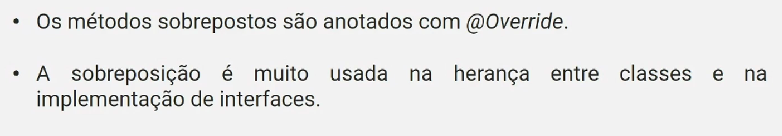 • Os métodos sobrepostos são anotados com @Override.
• A sobreposição é muito usada na herança entre classes e na
implementação de interfaces.